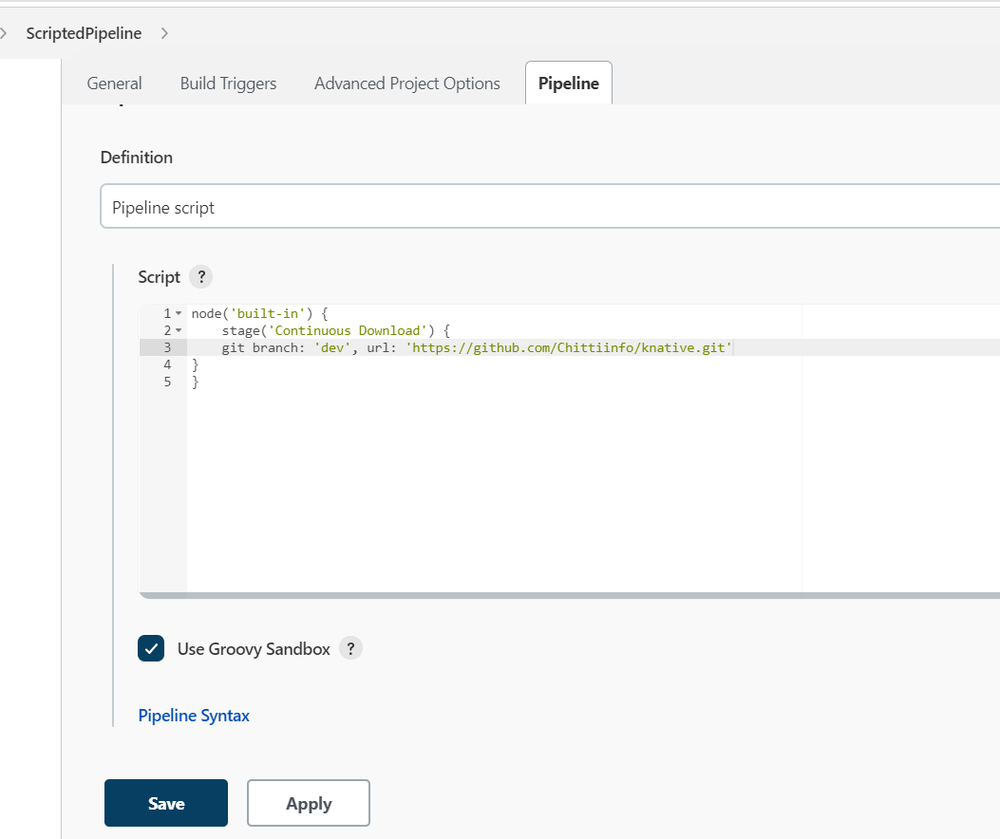 ScriptedPipeline
General Build Triggers Advanced Project Options Pipeline
Definition
Pipeline script
Script ?
1 node('built-in') {
2 stage('Continuous Download') {
3 git branch: 'dev', url: 'https://github.com/Chittiinfo/knative.git'
4 }
5 }
Use Groovy Sandbox ?
Pipeline Syntax
Save Apply